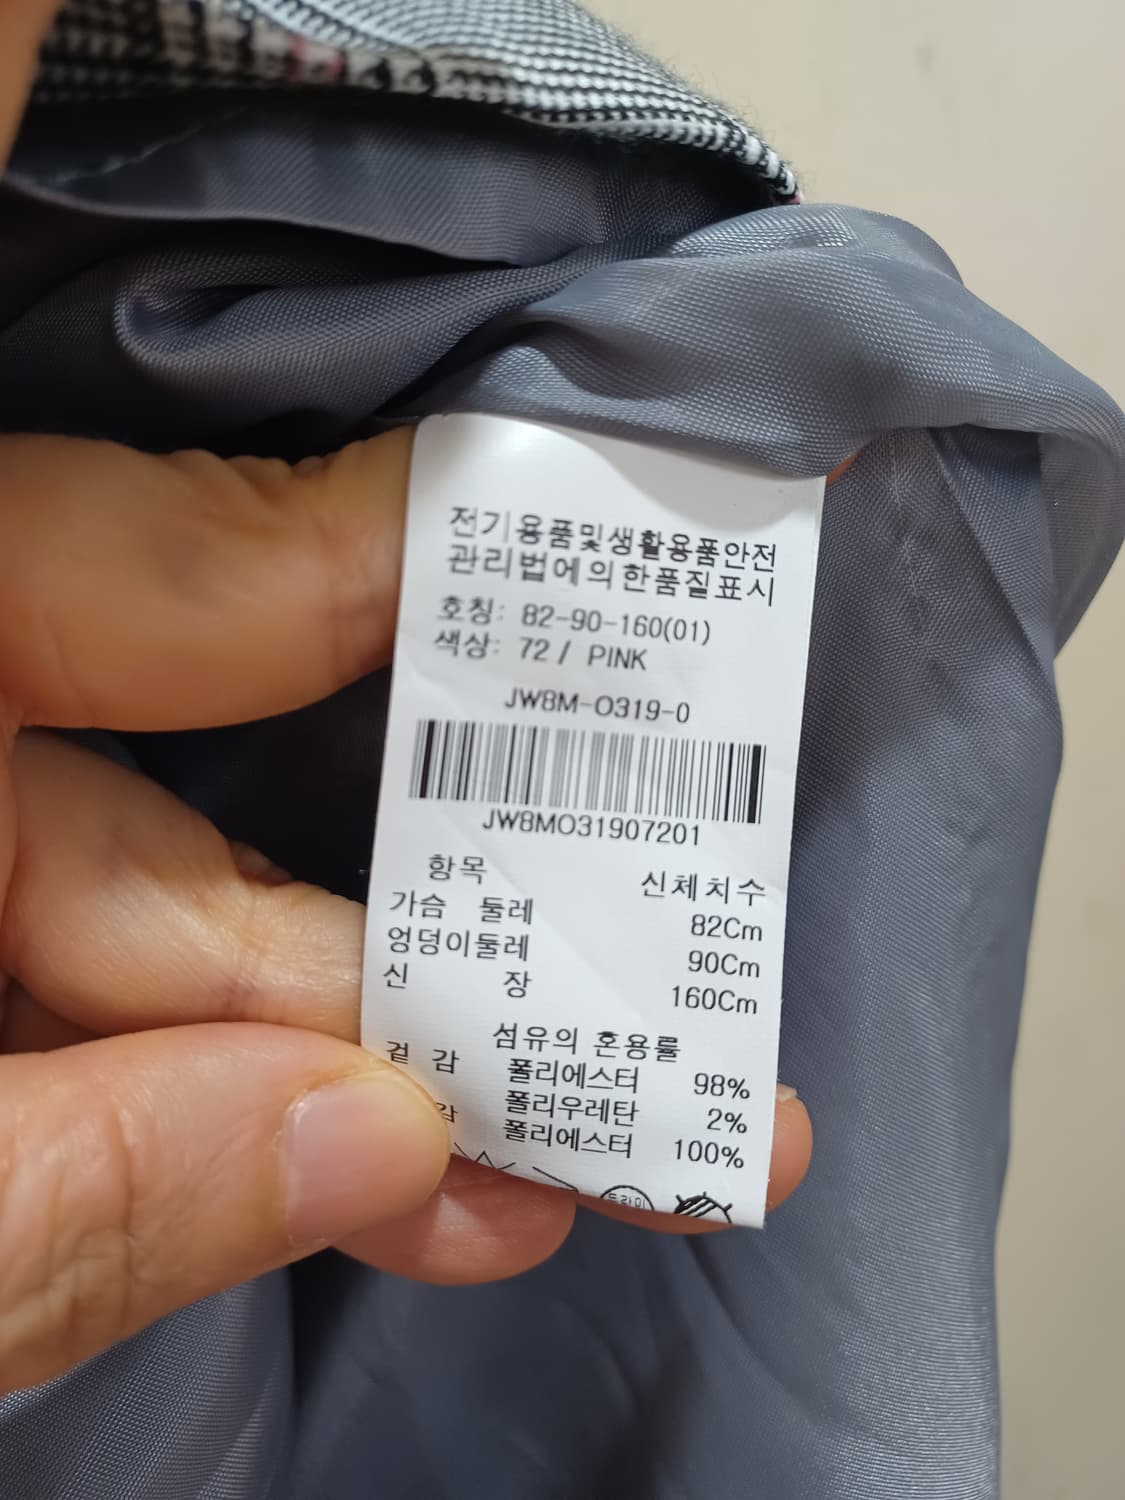 전기용품및생활용품안전
관리법에의한품질표시
호칭: 82-90-160(01)
색상: 72 / PINK
JW8M-O319-0
JW8MO31907201
항목 신체치수
가슴 둘레 82Cm
엉덩이둘레 90Cm
신 장 160Cm
섬유의 혼용률
겉 감 폴리에스터 98%
폴리우레탄 2%
감 폴리에스터 100%
드라이